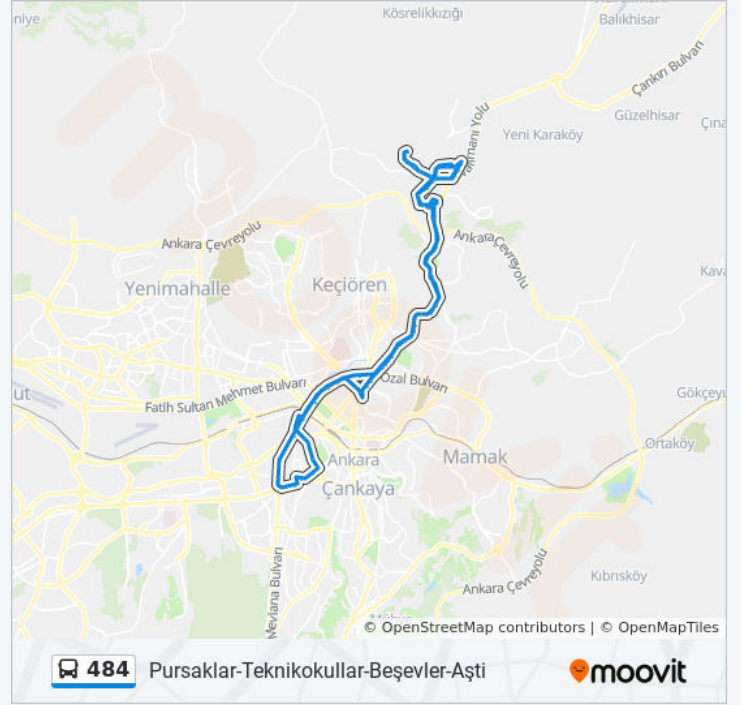 Kösrelikkızığı
Balıkhisar
Çankırı Bulvarı
Güzelhisar
Yeni Karaköy
Ankara Çevreyolu
Ankara Çevreyolu
Yenimahalle
Keçiören
Özal Bulvarı
Fatih Sultan Mehmet Bulvarı
Ortaköy
Ankara
Mamak
Çankaya
Mevlana Bulvarı
Ankara Çevreyolu
Kıbrısköy
© OpenStreetMap contributors | © OpenMapTiles
484 Pursaklar-Teknikokullar-Beşevler-Aşti
moovit